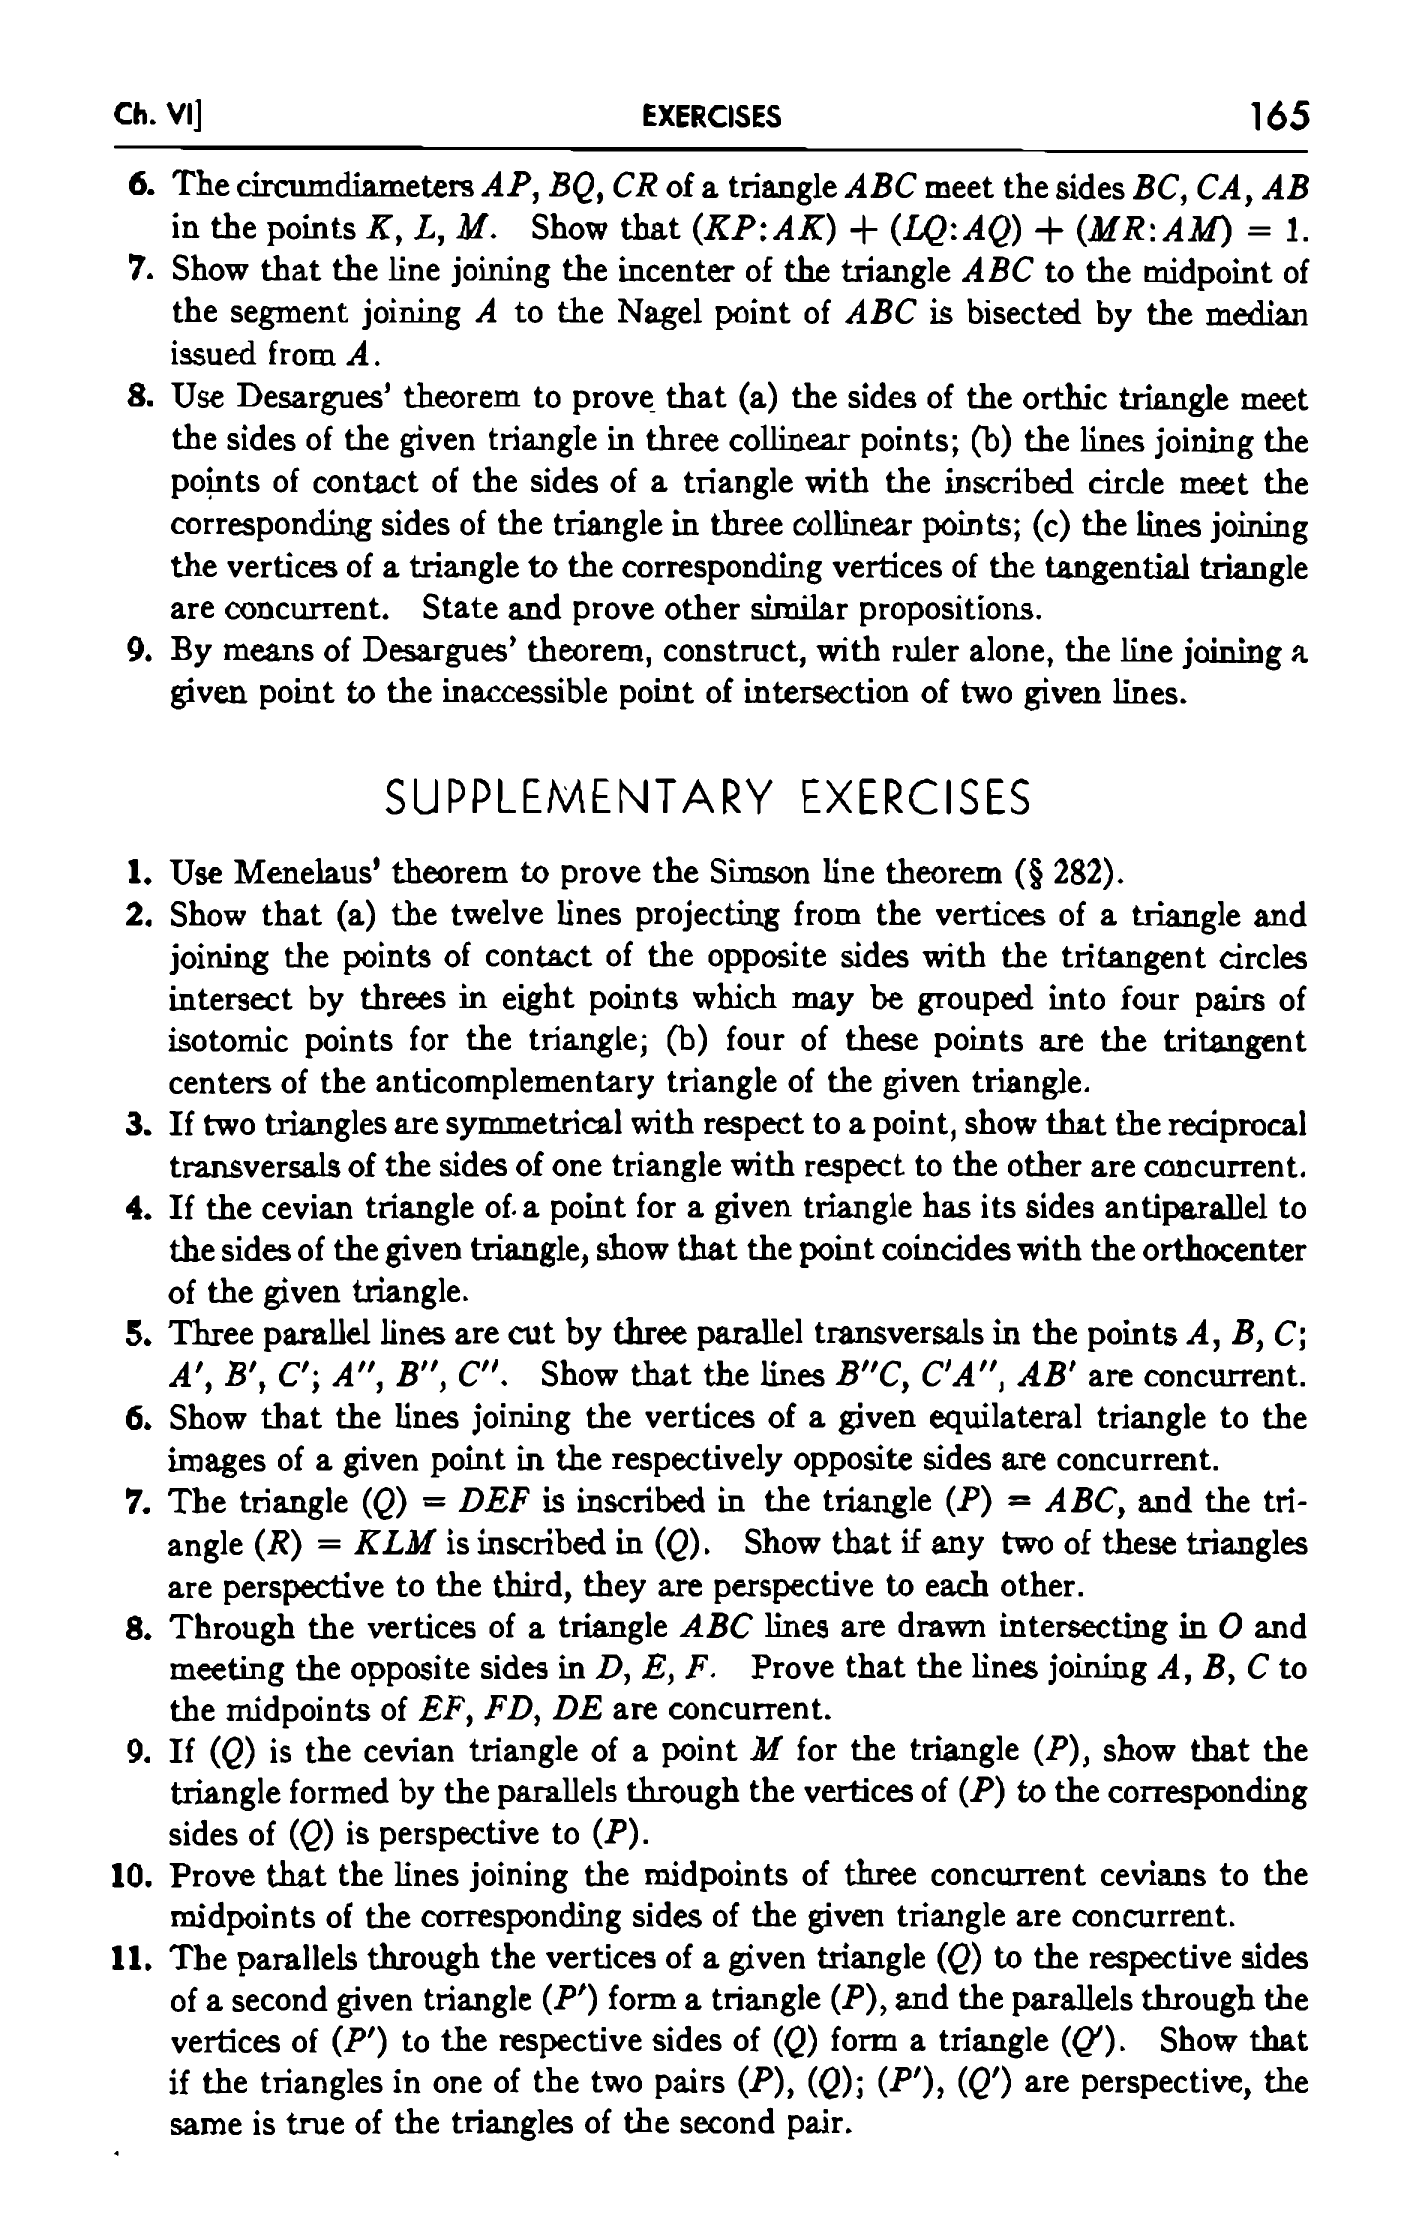 Ch. VI] EXERCISES 165
6. The circumdiameters AP, BQ, CR of a triangle ABC meet the sides BC, CA, AB
in the points K, L, M. Show that (KP:AK) + (LQ:AQ) + (MR:AM) = 1.
7. Show that the line joining the incenter of the triangle ABC to the midpoint of
the segment joining A to the Nagel point of ABC is bisected by the median
issued from A.
8. Use Desargues' theorem to prove that (a) the sides of the orthic triangle meet
the sides of the given triangle in three collinear points; (b) the lines joining the
points of contact of the sides of a triangle with the inscribed circle meet the
corresponding sides of the triangle in three collinear points; (c) the lines joining
the vertices of a triangle to the corresponding vertices of the tangential triangle
are concurrent. State and prove other similar propositions.
9. By means of Desargues' theorem, construct, with ruler alone, the line joining a
given point to the inaccessible point of intersection of two given lines.
SUPPLEMENTARY EXERCISES
1. Use Menelaus' theorem to prove the Simson line theorem (§ 282).
2. Show that (a) the twelve lines projecting from the vertices of a triangle and
joining the points of contact of the opposite sides with the tritangent circles
intersect by threes in eight points which may be grouped into four pairs of
isotomic points for the triangle; (b) four of these points are the tritangent
centers of the anticomplementary triangle of the given triangle.
3. If two triangles are symmetrical with respect to a point, show that the reciprocal
transversals of the sides of one triangle with respect to the other are concurrent.
4. If the cevian triangle of a point for a given triangle has its sides antiparallel to
the sides of the given triangle, show that the point coincides with the orthocenter
of the given triangle.
5. Three parallel lines are cut by three parallel transversals in the points A, B, C;
A', B', C'; A'', B'', C''. Show that the lines B''C, C'A'', AB' are concurrent.
6. Show that the lines joining the vertices of a given equilateral triangle to the
images of a given point in the respectively opposite sides are concurrent.
7. The triangle (Q) = DEF is inscribed in the triangle (P) = ABC, and the tri-
angle (R) = KLM is inscribed in (Q). Show that if any two of these triangles
are perspective to the third, they are perspective to each other.
8. Through the vertices of a triangle ABC lines are drawn intersecting in O and
meeting the opposite sides in D, E, F. Prove that the lines joining A, B, C to
the midpoints of EF, FD, DE are concurrent.
9. If (Q) is the cevian triangle of a point M for the triangle (P), show that the
triangle formed by the parallels through the vertices of (P) to the corresponding
sides of (Q) is perspective to (P).
10. Prove that the lines joining the midpoints of three concurrent cevians to the
midpoints of the corresponding sides of the given triangle are concurrent.
11. The parallels through the vertices of a given triangle (Q) to the respective sides
of a second given triangle (P') form a triangle (P), and the parallels through the
vertices of (P') to the respective sides of (Q) form a triangle (Q'). Show that
if the triangles in one of the two pairs (P), (Q); (P'), (Q') are perspective, the
same is true of the triangles of the second pair.